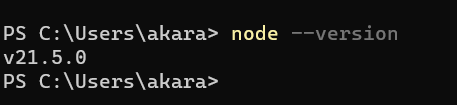 PS C:\Users\akara> node --version
v21.5.0
PS C:\Users\akara>